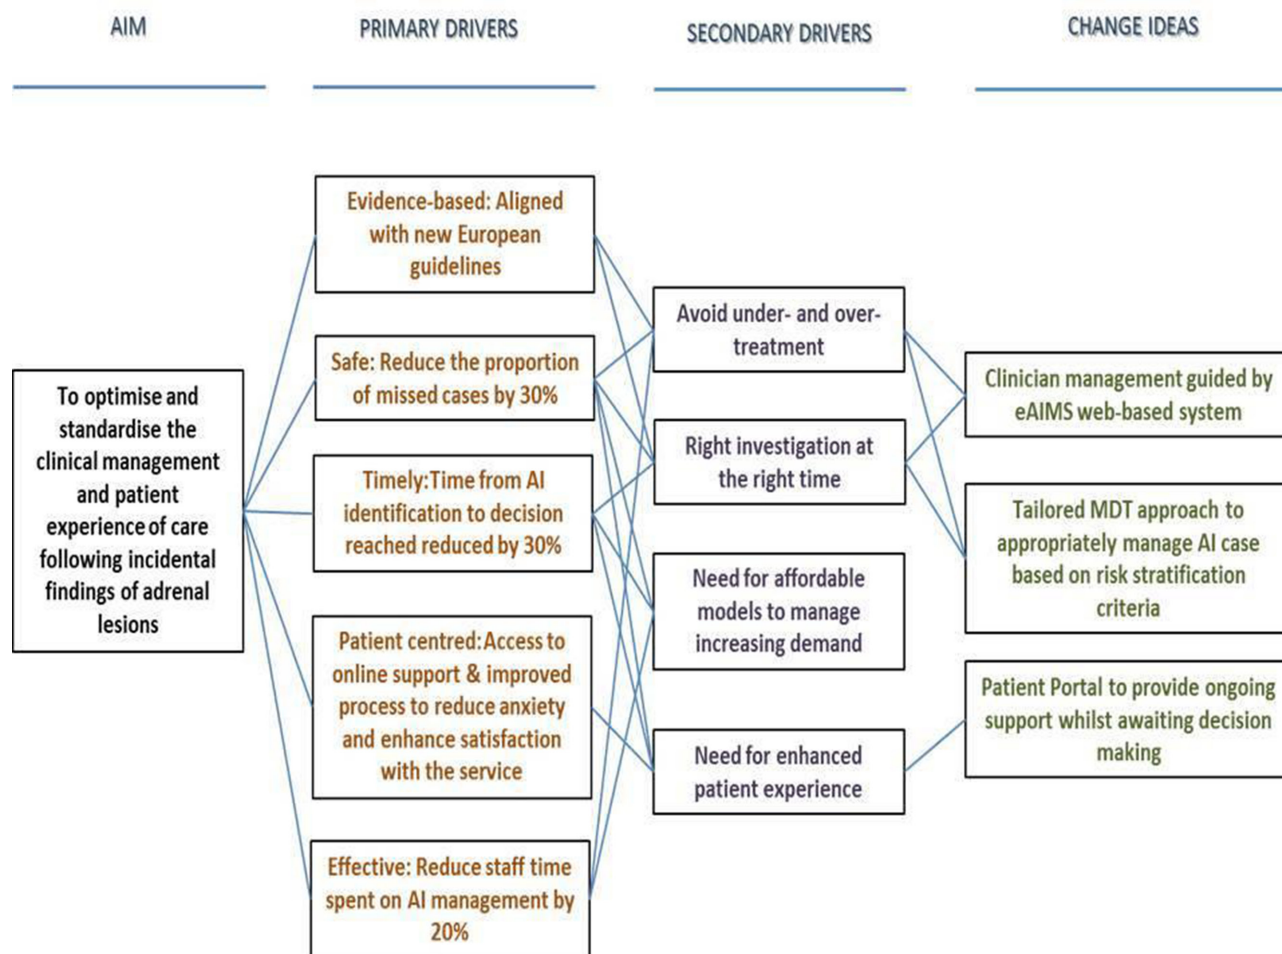 AIM
PRIMARY DRIVERS
SECONDARY DRIVERS
CHANGE IDEAS
To optimise and
standardise the
clinical management
and patient
experience of care
following incidental
findings of adrenal
lesions
Evidence-based: Aligned
with new European
guidelines
Safe: Reduce the proportion
of missed cases by 30%
Timely:Time from AI
identification to decision
reached reduced by 30%
Patient centred:Access to
online support & improved
process to reduce anxiety
and enhance satisfaction
with the service
Effective: Reduce staff time
spent on AI management by
20%
Avoid under- and over-
treatment
Right investigation at
the right time
Need for affordable
models to manage
increasing demand
Need for enhanced
patient experience
Clinician management guided by
eAIMS web-based system
Tailored MDT approach to
appropriately manage AI case
based on risk stratification
criteria
Patient Portal to provide ongoing
support whilst awaiting decision
making